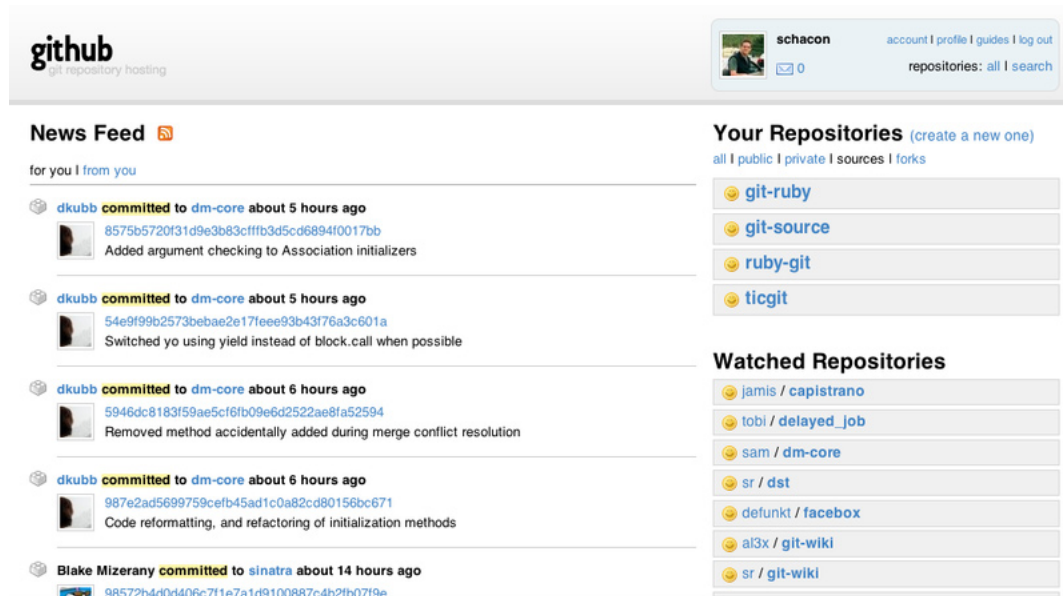 github
git repository hosting
schacon
account | profile | guides | log out
0
repositories: all | search
News Feed
for you | from you
dkubb committed to dm-core about 5 hours ago
8575b5720f31d9e3b83cfffb3d5cd6894f0017bb
Added argument checking to Association initializers
dkubb committed to dm-core about 5 hours ago
54e9f99b2573bebae2e17feee93b43f76a3c601a
Switched yo using yield instead of block.call when possible
dkubb committed to dm-core about 6 hours ago
5946dc8183f59ae5cf6fb09e6d2522ae8fa52594
Removed method accidentally added during merge conflict resolution
dkubb committed to dm-core about 6 hours ago
987e2ad5699759cefb45ad1c0a82cd80156bc671
Code reformatting, and refactoring of initialization methods
Blake Mizerany committed to sinatra about 14 hours ago
98572b4d0d406c7f1e7a1d9100887c4b2fb07f9e
Your Repositories (create a new one)
all | public | private | sources | forks
git-ruby
git-source
ruby-git
ticgit
Watched Repositories
jamis / capistrano
tobi / delayed_job
sam / dm-core
sr / dst
defunkt / facebox
al3x / git-wiki
sr / git-wiki